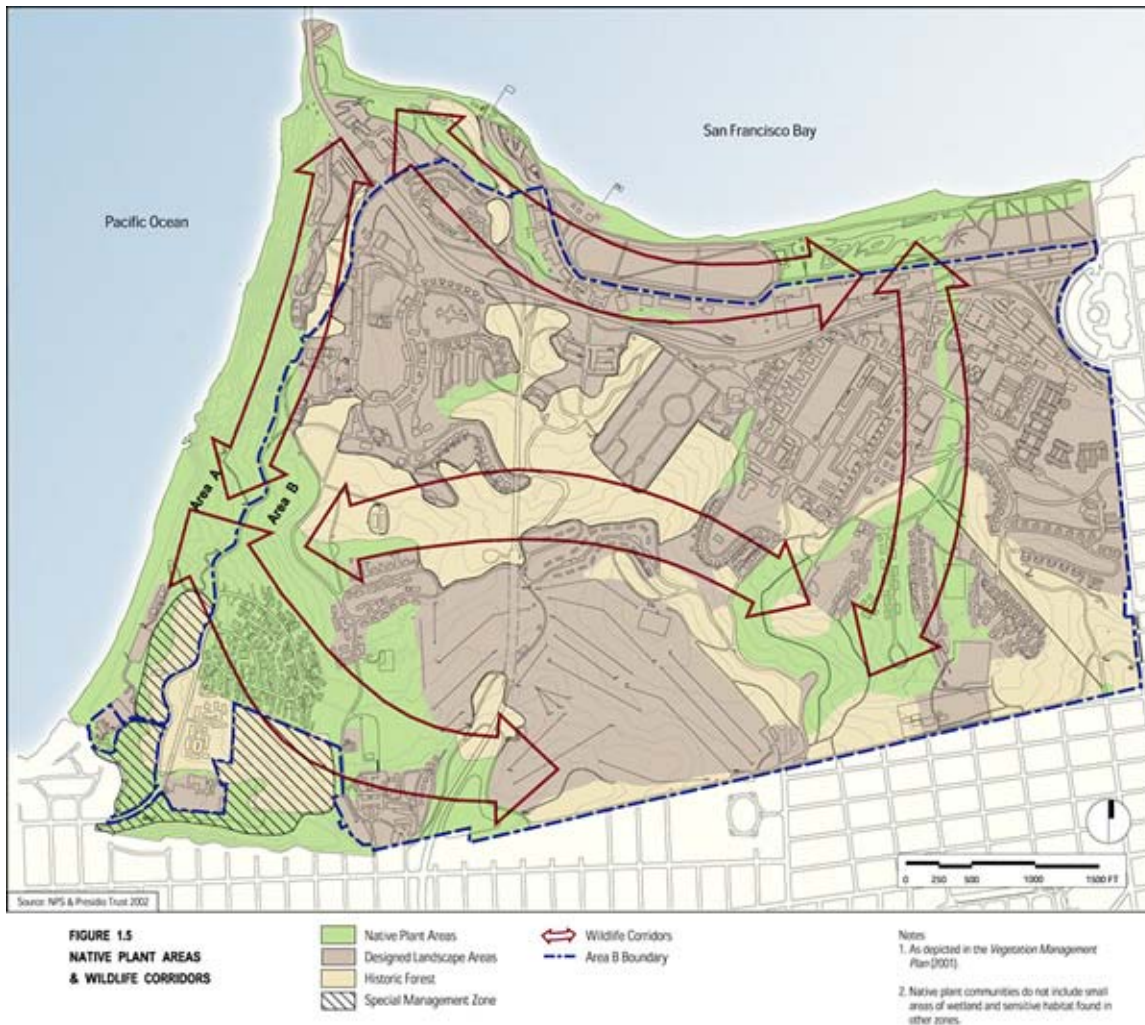 San Francisco Bay
Pacific Ocean
Area A
Area B
0 250 500 1000 1500 FT
Source: NPS & Presidio Trust 2002
FIGURE 1.5
NATIVE PLANT AREAS
& WILDLIFE CORRIDORS
Native Plant Areas
Designed Landscape Areas
Historic Forest
Special Management Zone
Wildlife Corridors
Area B Boundary
Notes
1. As depicted in the Vegetation Management
Plan (2001).
2. Native plant communities do not include small
areas of wetland and sensitive habitat found in
other zones.